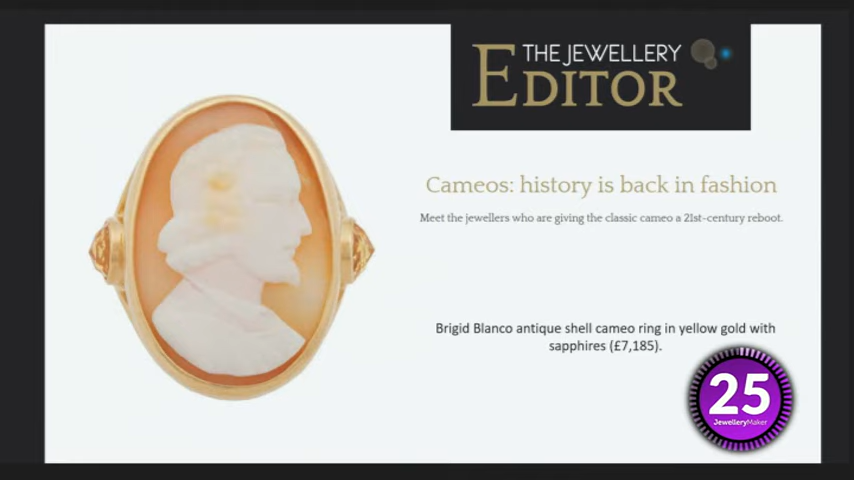 THE JEWELLERY
EDITOR
Cameos: history is back in fashion
Meet the jewellers who are giving the classic cameo a 21st-century reboot.
Brigid Blanco antique shell cameo ring in yellow gold with
sapphires (£7,185).
25
JewelleryMaker